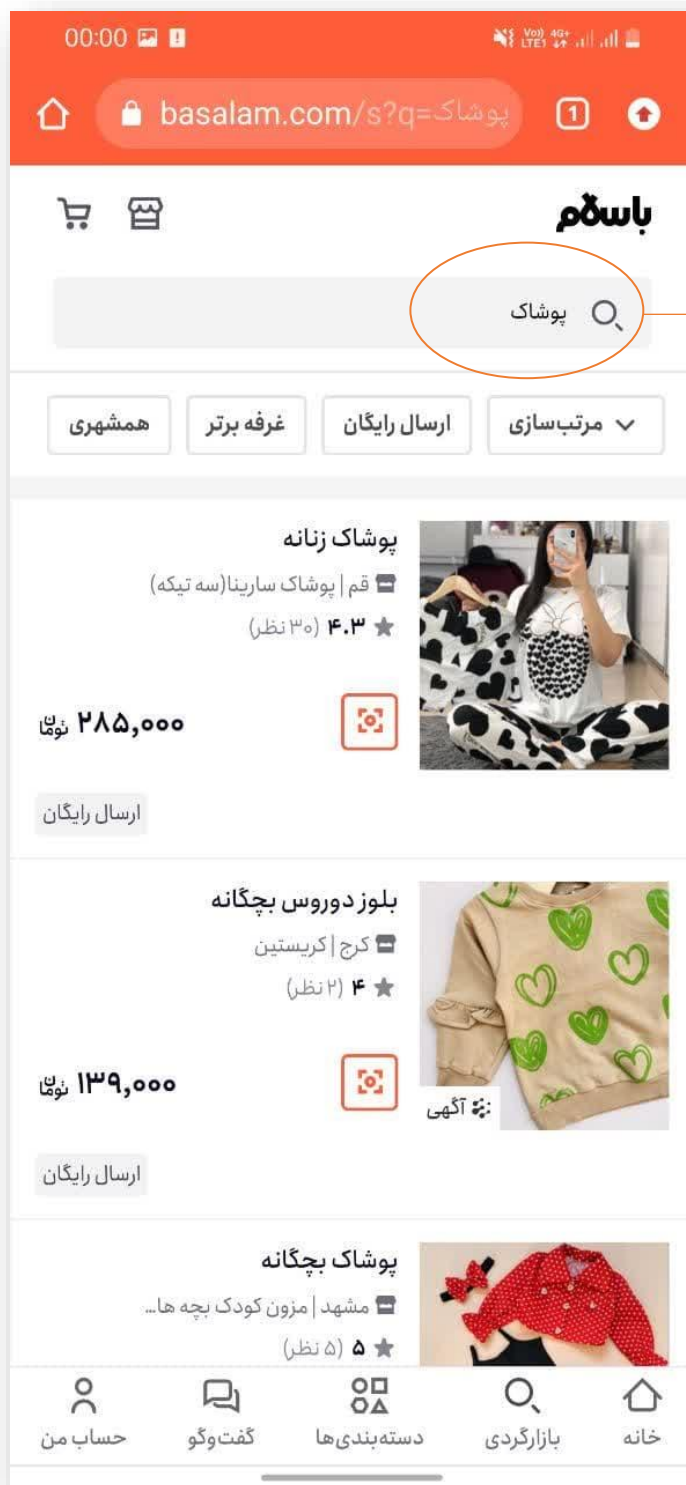 00:00
Vo)) 4G+
LTE1
basalam.com/s?q=پوشاک
1
باسلام
پوشاک
مرتب‌سازی
ارسال رایگان
غرفه برتر
همشهری
پوشاک زنانه
قم | پوشاک سارینا(سه تیکه)
۴.۳ (۳۰ نظر)
۲۸۵,۰۰۰ تومان
ارسال رایگان
بلوز دوروس بچگانه
کرج | کریستین
۴ (۲ نظر)
۱۳۹,۰۰۰ تومان
آگهی
ارسال رایگان
پوشاک بچگانه
مشهد | مزون کودک بچه ها...
۵ (۵ نظر)
خانه
بازارگردی
دسته‌بندی‌ها
گفت‌وگو
حساب من